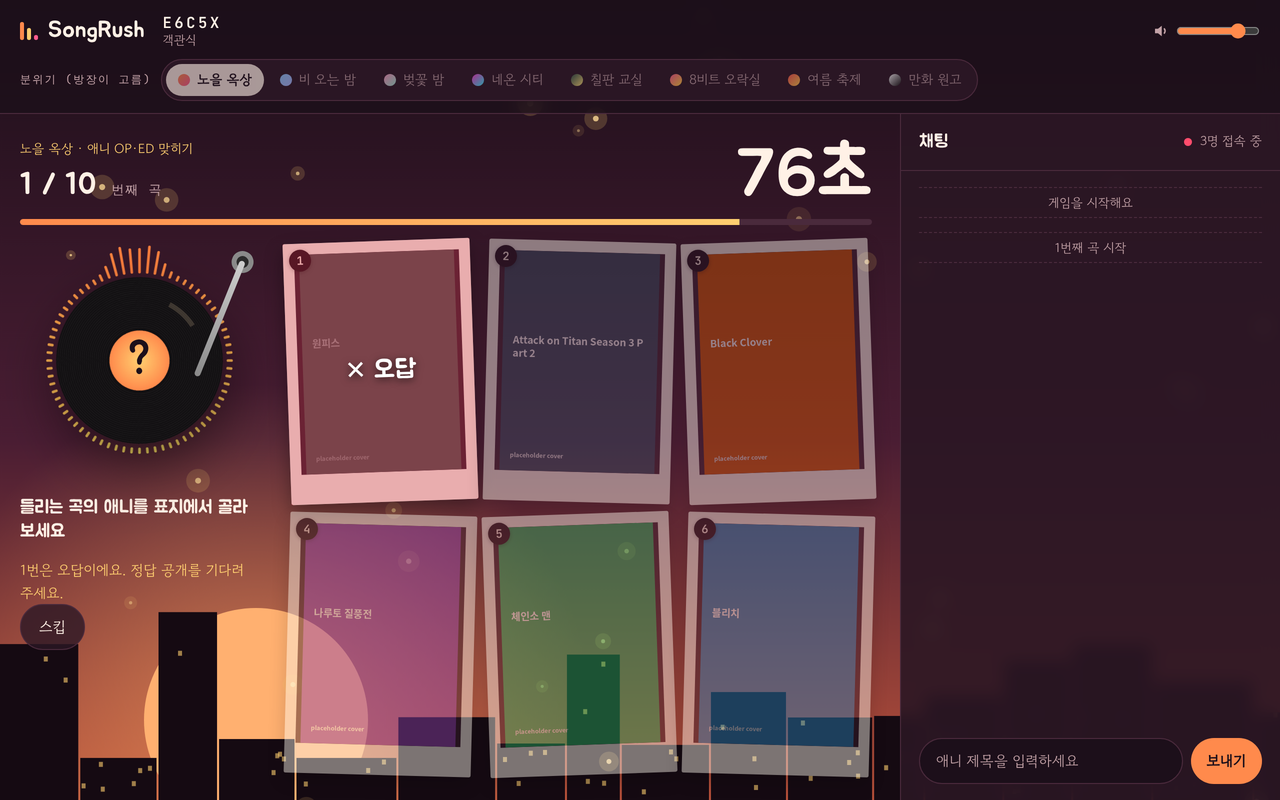 SongRush
E6C5X
객관식
분위기 (방장이 고름)
노을 옥상
비 오는 밤
벚꽃 밤
네온 시티
칠판 교실
8비트 오락실
여름 축제
만화 원고
노을 옥상 · 애니 OP·ED 맞히기
1 / 10 번째 곡
76초
?
들리는 곡의 애니를 표지에서 골라
보세요
1번은 오답이에요. 정답 공개를 기다려
주세요.
스킵
1
원피스
× 오답
placeholder cover
2
Attack on Titan Season 3 P
art 2
placeholder cover
3
Black Clover
placeholder cover
4
나루토 질풍전
placeholder cover
5
체인소 맨
placeholder cover
6
블리치
placeholder cover
채팅
3명 접속 중
게임을 시작해요
1번째 곡 시작
애니 제목을 입력하세요
보내기